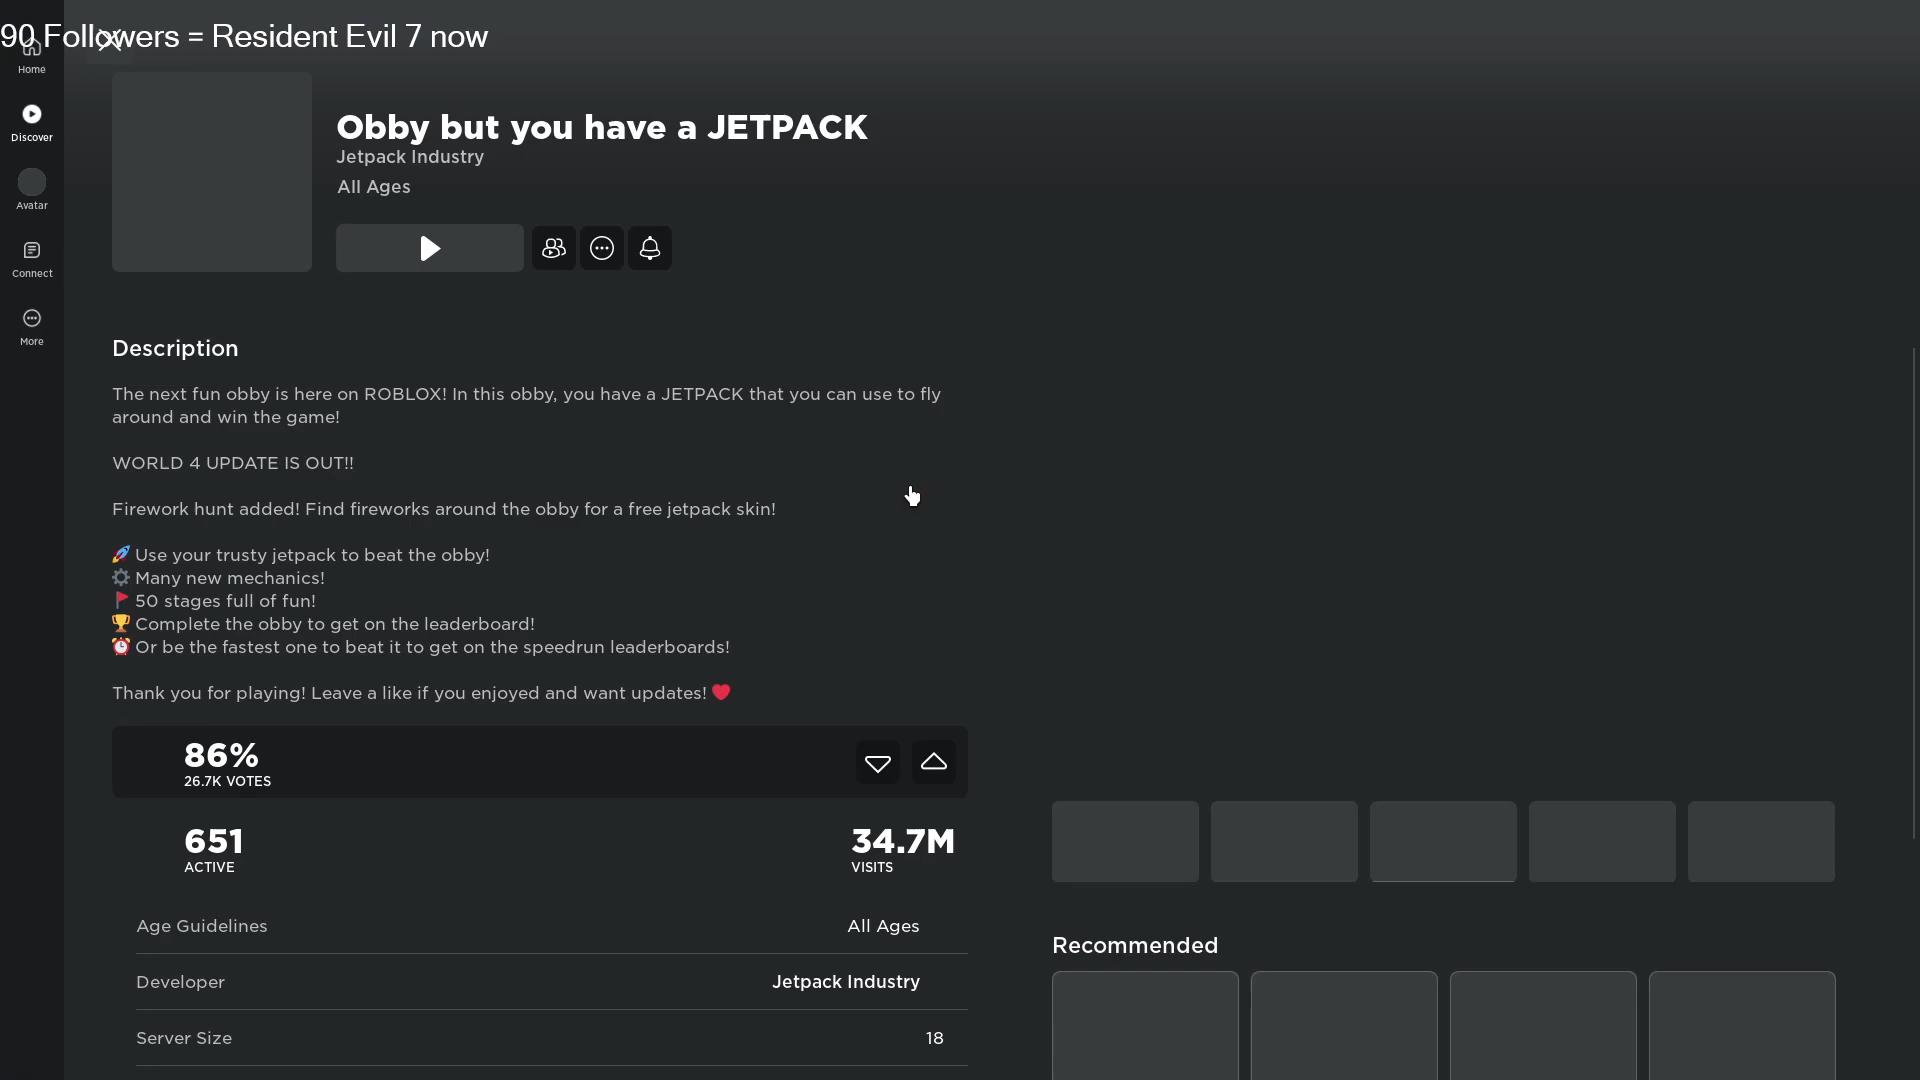 90 Followers = Resident Evil 7 now
Home
Discover
Avatar
Connect
More
Obby but you have a JETPACK
Jetpack Industry
All Ages
Description
The next fun obby is here on ROBLOX! In this obby, you have a JETPACK that you can use to fly
around and win the game!
WORLD 4 UPDATE IS OUT!!
Firework hunt added! Find fireworks around the obby for a free jetpack skin!
🚀 Use your trusty jetpack to beat the obby!
⚙️ Many new mechanics!
🚩 50 stages full of fun!
🏆 Complete the obby to get on the leaderboard!
⏰ Or be the fastest one to beat it to get on the speedrun leaderboards!
Thank you for playing! Leave a like if you enjoyed and want updates! ❤️
86%
26.7K VOTES
651
ACTIVE
34.7M
VISITS
Age Guidelines All Ages
Developer Jetpack Industry
Server Size 18
Recommended